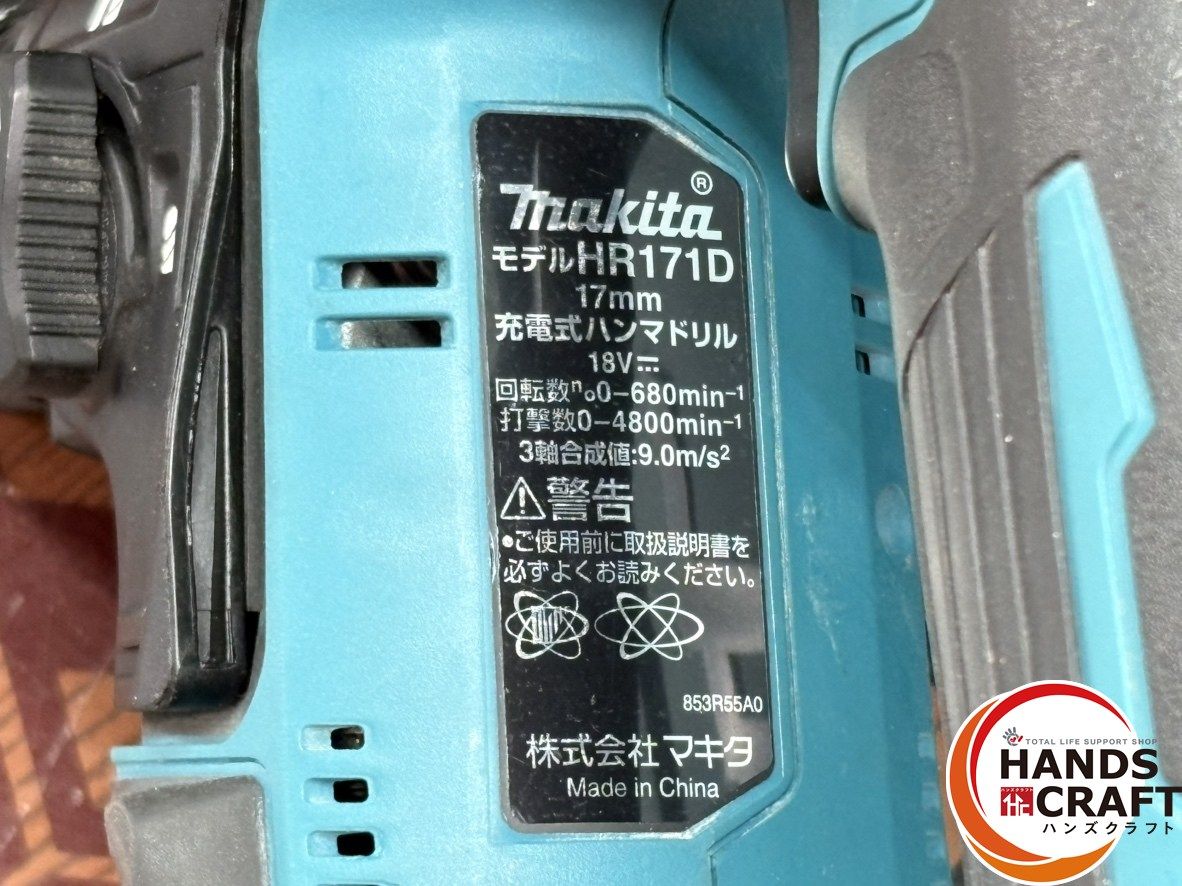 makita®
モデルHR171D
17mm
充電式ハンマドリル
18V⎓
回転数n₀0-680min⁻¹
打撃数0-4800min⁻¹
3軸合成値:9.0m/s²
警告
•ご使用前に取扱説明書を
必ずよくお読みください。
853R55A0
株式会社マキタ
Made in China
TOTAL LIFE SUPPORT SHOP
HANDS
CRAFT
ハンズクラフト